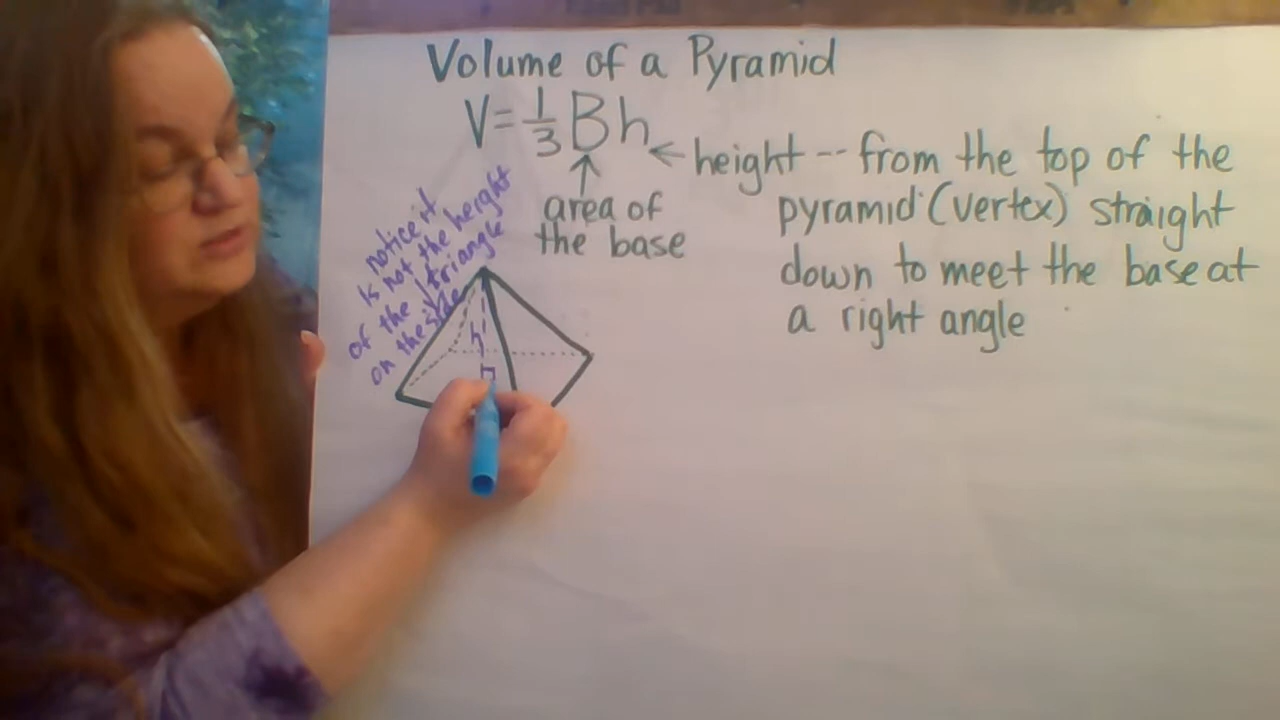 Volume of a Pyramid
V = 1/3 Bh
← height -- from the top of the
pyramid (vertex) straight
down to meet the base at
a right angle
area of
the base
notice it
is not the height
of the triangle
on the side
h